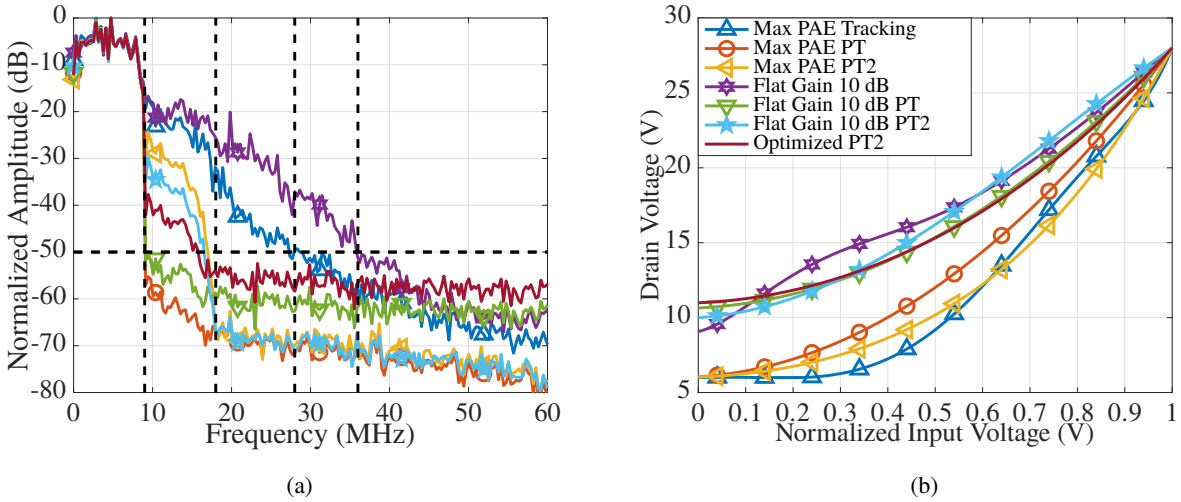 0
-10
-20
-30
-40
-50
-60
-70
-80
Normalized Amplitude (dB)
0 10 20 30 40 50 60
Frequency (MHz)
(a)
30
25
20
15
10
5
Drain Voltage (V)
Max PAE Tracking
Max PAE PT
Max PAE PT2
Flat Gain 10 dB
Flat Gain 10 dB PT
Flat Gain 10 dB PT2
Optimized PT2
0 0.1 0.2 0.3 0.4 0.5 0.6 0.7 0.8 0.9 1
Normalized Input Voltage (V)
(b)